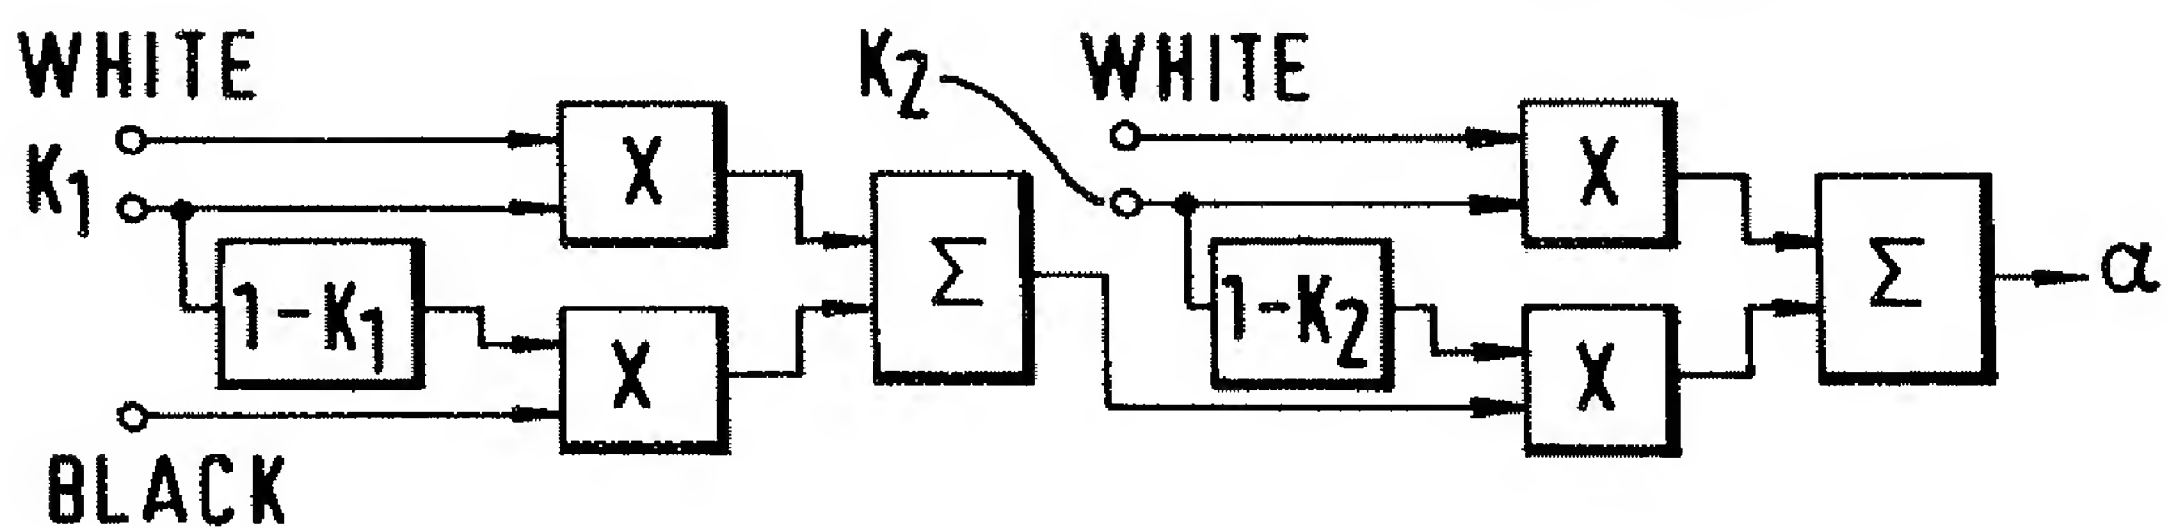 WHITE
K1
1-K1
BLACK
X
X
Σ
K2
WHITE
1-K2
X
X
Σ
α